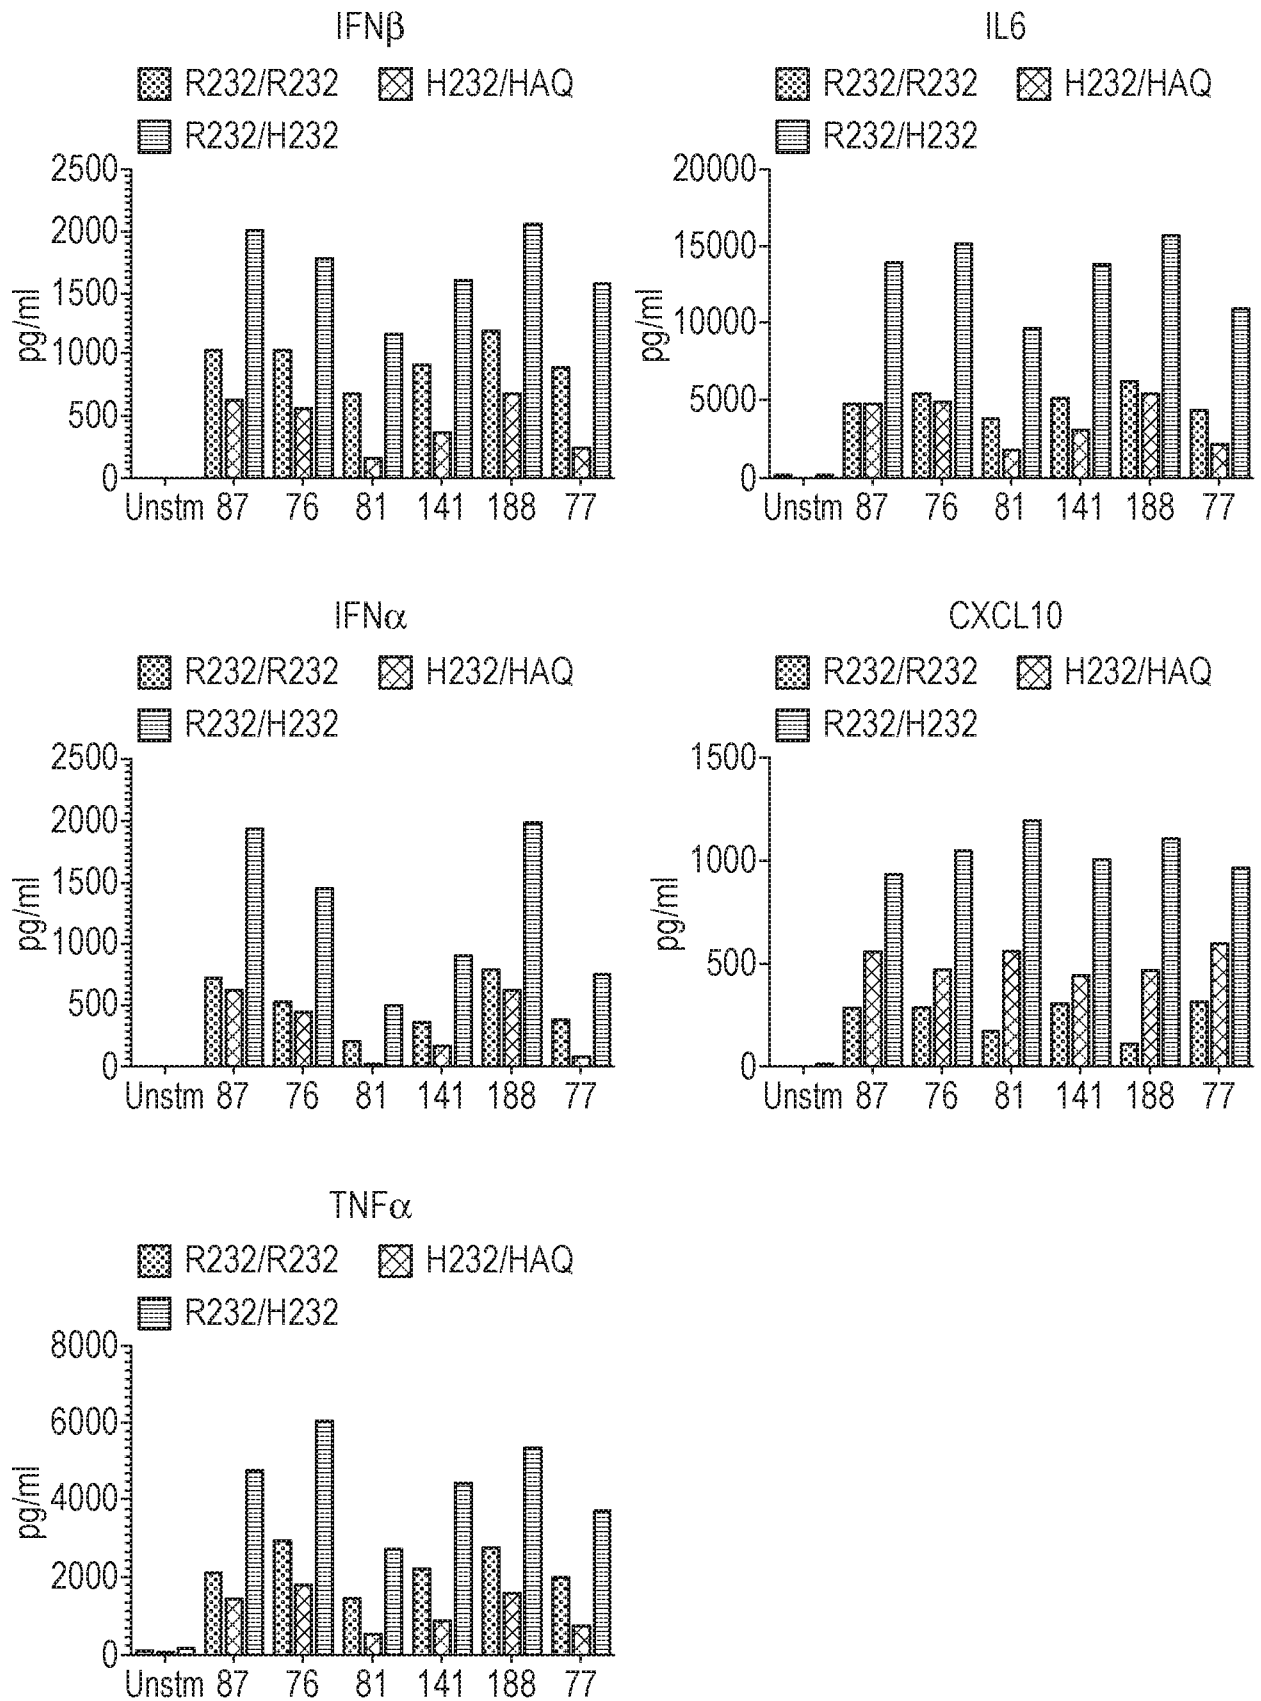 IFNβ
R232/R232 H232/HAQ
R232/H232
2500
2000
1500
1000
500
0
pg/ml
Unstm 87 76 81 141 188 77
IL6
R232/R232 H232/HAQ
R232/H232
20000
15000
10000
5000
0
pg/ml
Unstm 87 76 81 141 188 77
IFNα
R232/R232 H232/HAQ
R232/H232
2500
2000
1500
1000
500
0
pg/ml
Unstm 87 76 81 141 188 77
CXCL10
R232/R232 H232/HAQ
R232/H232
1500
1000
500
0
pg/ml
Unstm 87 76 81 141 188 77
TNFα
R232/R232 H232/HAQ
R232/H232
8000
6000
4000
2000
0
pg/ml
Unstm 87 76 81 141 188 77